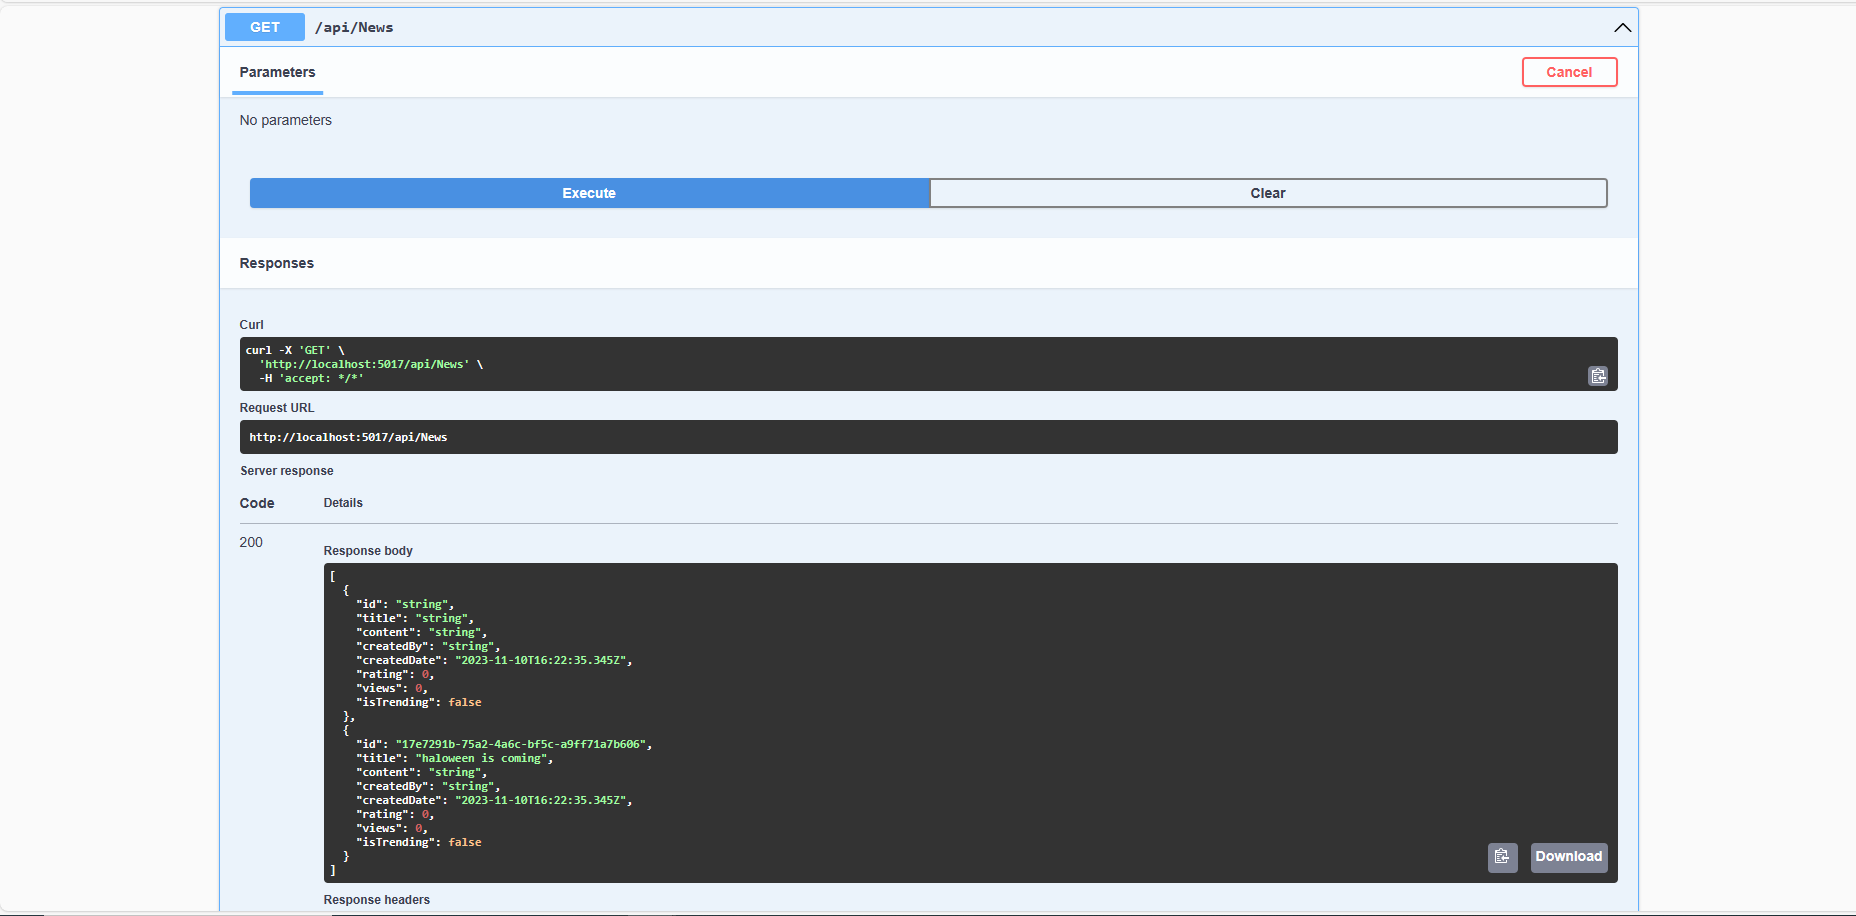 GET /api/News
Parameters
Cancel
No parameters
Execute
Clear
Responses
Curl
curl -X 'GET' \
  'http://localhost:5017/api/News' \
  -H 'accept: */*'
Request URL
http://localhost:5017/api/News
Server response
Code Details
200
Response body
[
  {
    "id": "string",
    "title": "string",
    "content": "string",
    "createdBy": "string",
    "createdDate": "2023-11-10T16:22:35.345Z",
    "rating": 0,
    "views": 0,
    "isTrending": false
  },
  {
    "id": "17e7291b-75a2-4a6c-bf5c-a9ff71a7b606",
    "title": "haloween is coming",
    "content": "string",
    "createdBy": "string",
    "createdDate": "2023-11-10T16:22:35.345Z",
    "rating": 0,
    "views": 0,
    "isTrending": false
  }
]
Download
Response headers